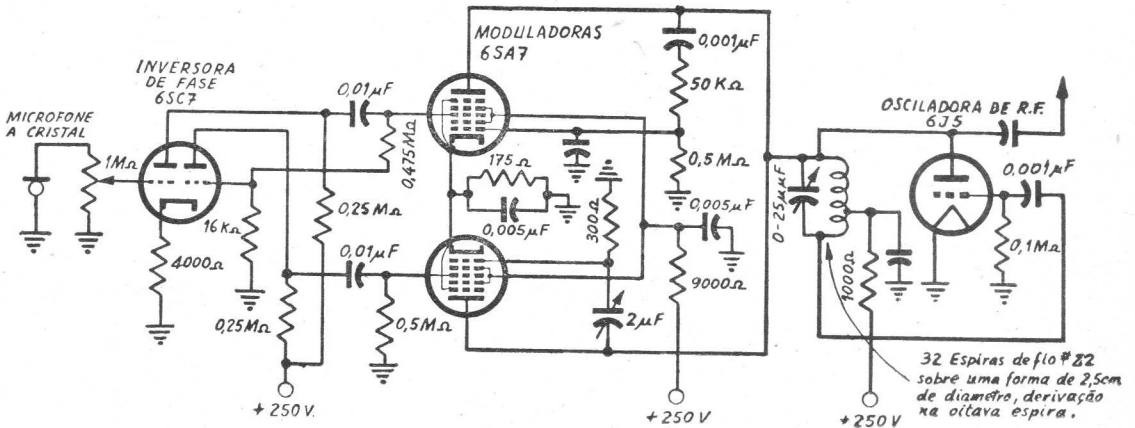 MODULADORAS
6SA7
INVERSORA
DE FASE
6SC7
MICROFONE
A CRISTAL
OSCILADORA DE R.F.
6J5
0,001µF
50KΩ
0,01µF
1MΩ
0,475MΩ
175Ω
0,5MΩ
0,001µF
0-25µµF
16KΩ
0,25MΩ
0,005µF
300Ω
0,005µF
0,1MΩ
4000Ω
0,01µF
9000Ω
1000Ω
0,25MΩ
0,5MΩ
2µF
+250V.
+250V
+250V
32 Espiras de fio #22
sobre uma forma de 2,5cm
de diametro, derivação
na oitava espira.